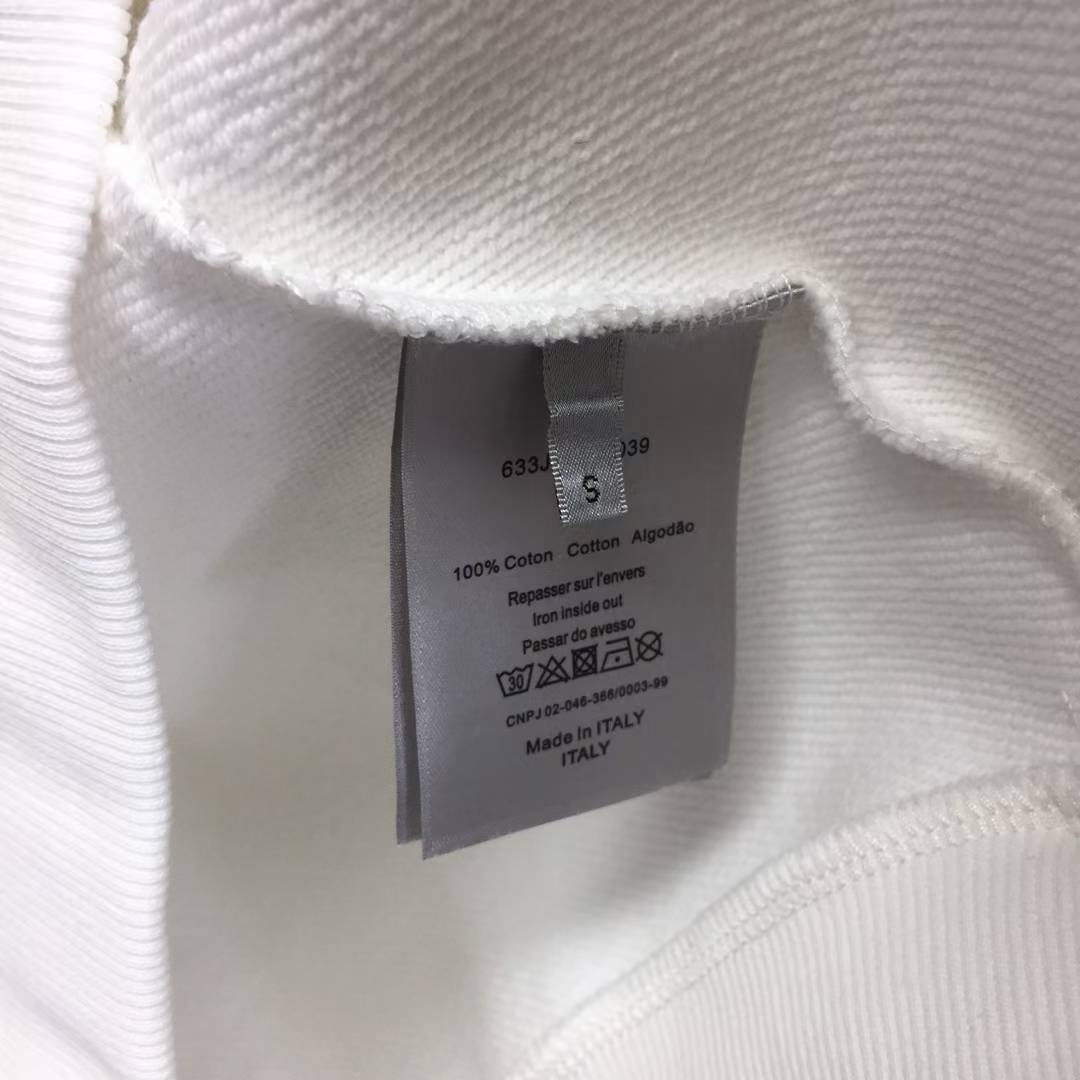 633J 039
S
100% Coton Cotton Algodão
Repasser sur l'envers
Iron inside out
Passar do avesso
30
CNPJ 02-046-366/0003-99
Made in ITALY
ITALY